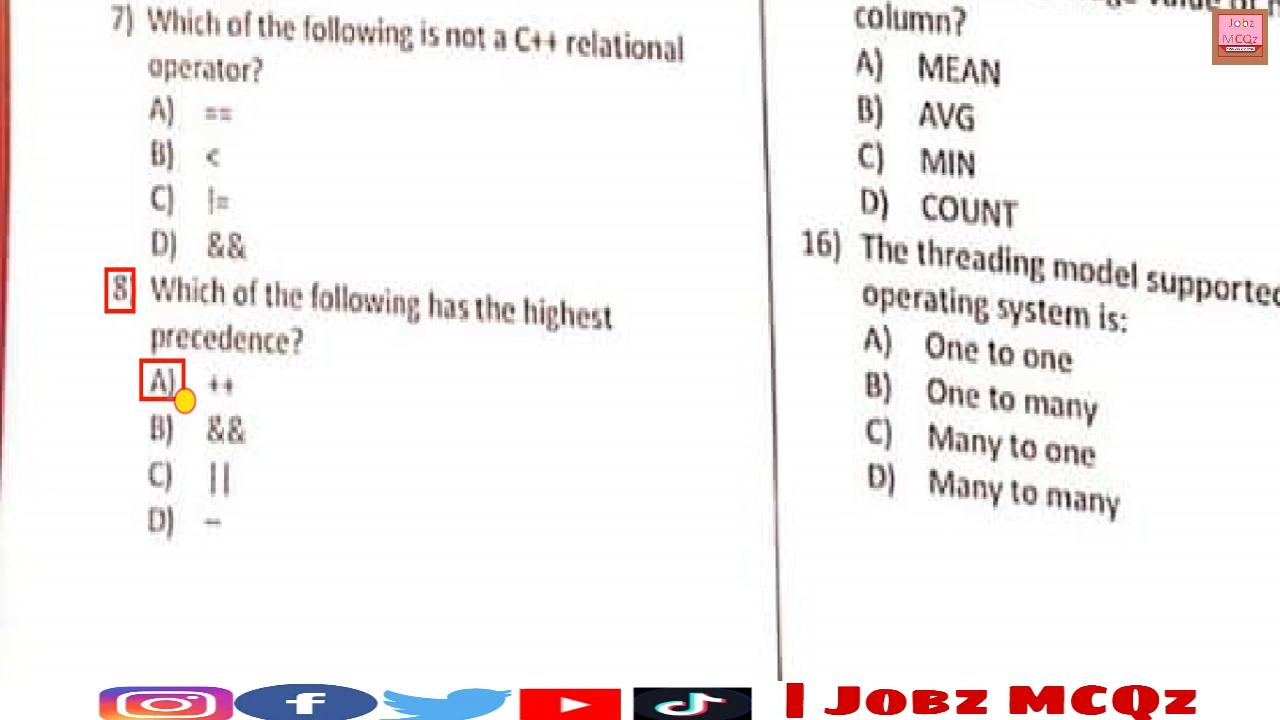 7) Which of the following is not a C++ relational
operator?
A) ==
B) <
C) !=
D) &&
8) Which of the following has the highest
precedence?
A) ++
B) &&
C) ||
D) –
column?
A) MEAN
B) AVG
C) MIN
D) COUNT
16) The threading model supported
operating system is:
A) One to one
B) One to many
C) Many to one
D) Many to many
Jobz
MCQz
| Jobz MCQz